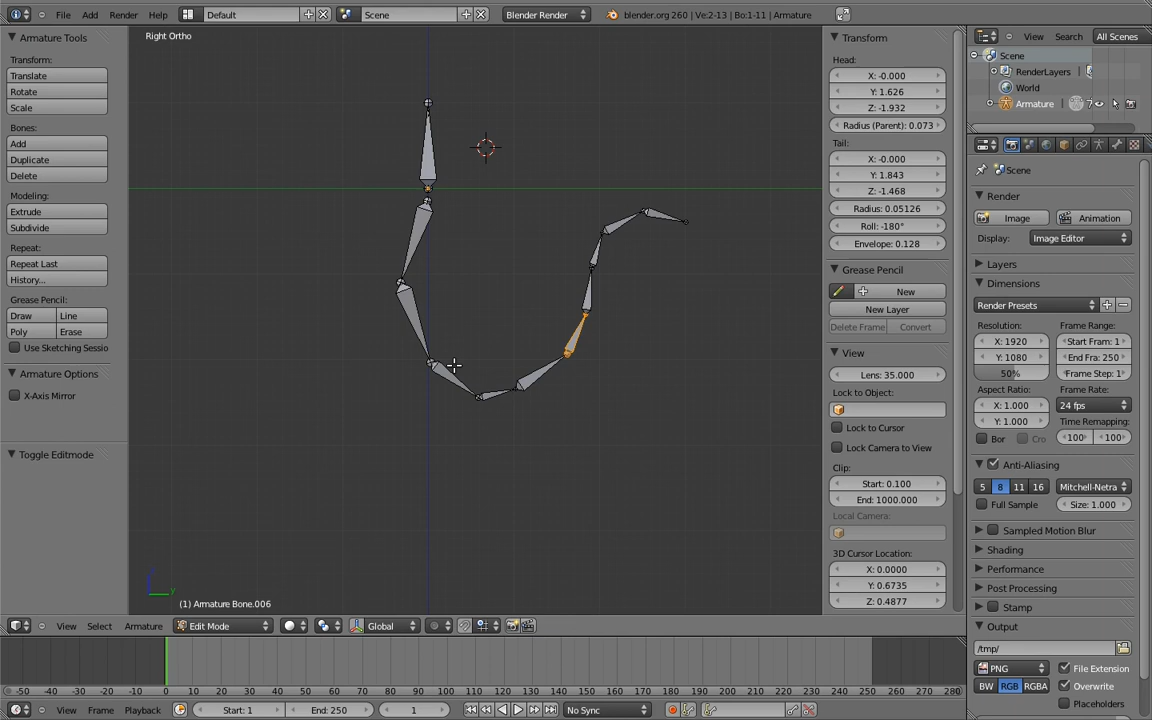 File Add Render Help Default Scene Blender Render blender.org 260 | Ve:2-13 | Bo:1-11 | Armature
Armature Tools
Transform:
Translate
Rotate
Scale
Bones:
Add
Duplicate
Delete
Modeling:
Extrude
Subdivide
Repeat:
Repeat Last
History...
Grease Pencil:
Draw Line
Poly Erase
Use Sketching Sessio
Armature Options
X-Axis Mirror
Toggle Editmode
Right Ortho
y
(1) Armature Bone.006
View Select Armature Edit Mode Global
Transform
Head:
X: -0.000
Y: 1.626
Z: -1.932
Radius (Parent): 0.073
Tail:
X: -0.000
Y: 1.843
Z: -1.468
Radius: 0.05126
Roll: -180°
Envelope: 0.128
Grease Pencil
New
New Layer
Delete Frame Convert
View
Lens: 35.000
Lock to Object:
Lock to Cursor
Lock Camera to View
Clip:
Start: 0.100
End: 1000.000
Local Camera:
3D Cursor Location:
X: 0.0000
Y: 0.6735
Z: 0.4877
View Search All Scenes
Scene
RenderLayers
World
Armature
Scene
Render
Image Animation
Display: Image Editor
Layers
Dimensions
Render Presets
Resolution: Frame Range:
X: 1920 Start Fram: 1
Y: 1080 End Fra: 250
50% Frame Step: 1
Aspect Ratio: Frame Rate:
X: 1.000 24 fps
Y: 1.000 Time Remapping:
Bor Cro 100 100
Anti-Aliasing
5 8 11 16 Mitchell-Netra
Full Sample Size: 1.000
Sampled Motion Blur
Shading
Performance
Post Processing
Stamp
Output
/tmp/
PNG File Extension
BW RGB RGBA Overwrite
Placeholders
-50 -40 -30 -20 -10 0 10 20 30 40 50 60 70 80 90 100 110 120 130 140 150 160 170 180 190 200 210 220 230 240 250 260 270 280
View Frame Playback Start: 1 End: 250 1 No Sync